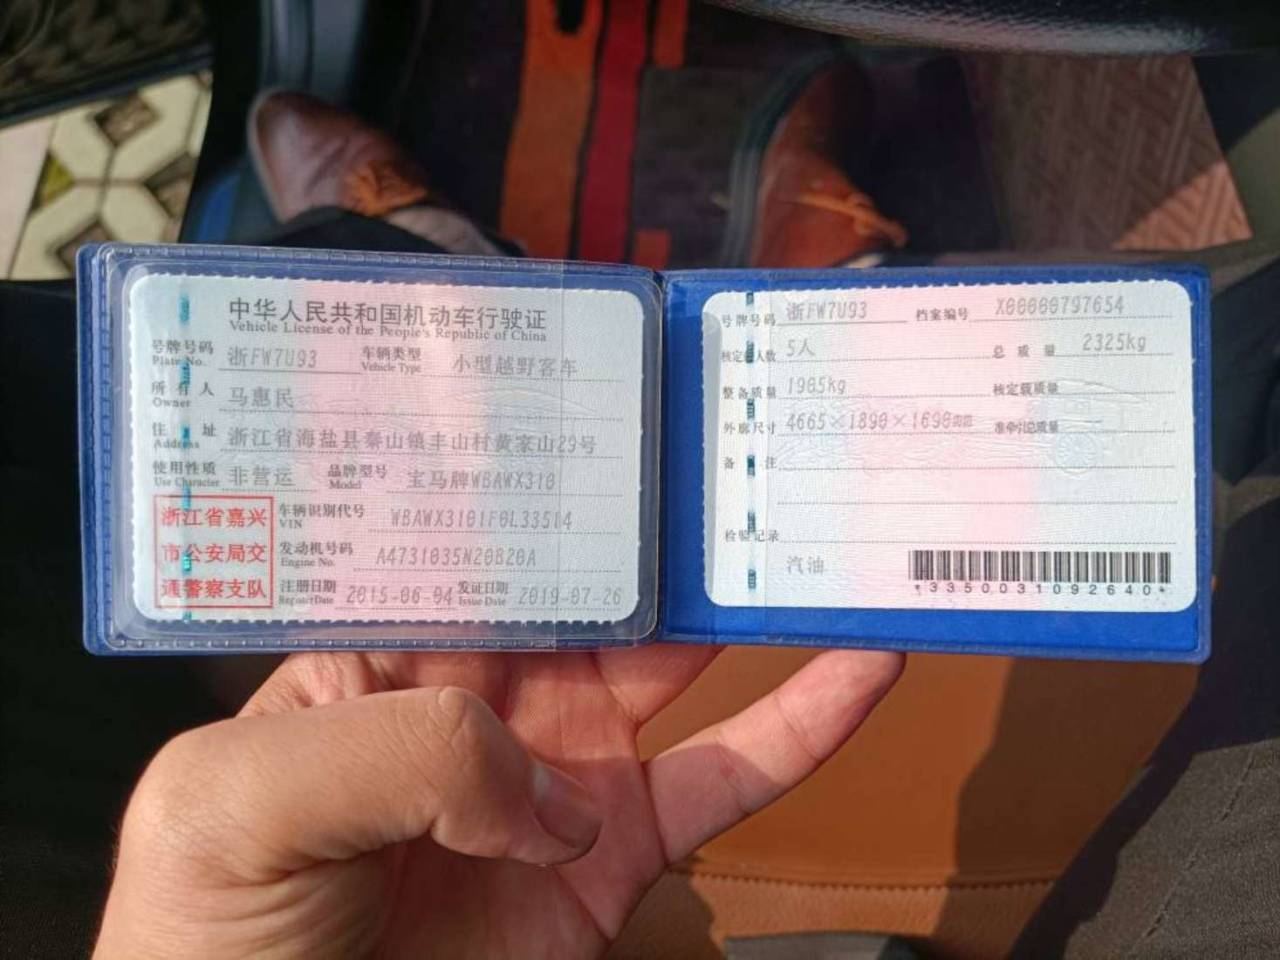 中华人民共和国机动车行驶证
Vehicle License of the People's Republic of China
号牌号码 浙FW7U93 车辆类型 小型越野客车
Plate No. Vehicle Type
所有人 马惠民
Owner
住址 浙江省海盐县秦山镇丰山村黄家山29号
Address
使用性质 非营运 品牌型号 宝马牌WBAWX310
Use Character Model
浙江省嘉兴
市公安局交
通警察支队
车辆识别代号 WBAWX3101F0L33514
VIN
发动机号码 A4731035N20B20A
Engine No.
注册日期 2015-06-04 发证日期 2019-07-26
Register Date Issue Date
号牌号码 浙FW7U93 档案编号 X00000797654
核定载人数 5人 总质量 2325kg
整备质量 1905kg 核定载质量
外廓尺寸 4665×1890×1690mm 准牵引总质量
备注
检验记录
汽油
*3350031092640*